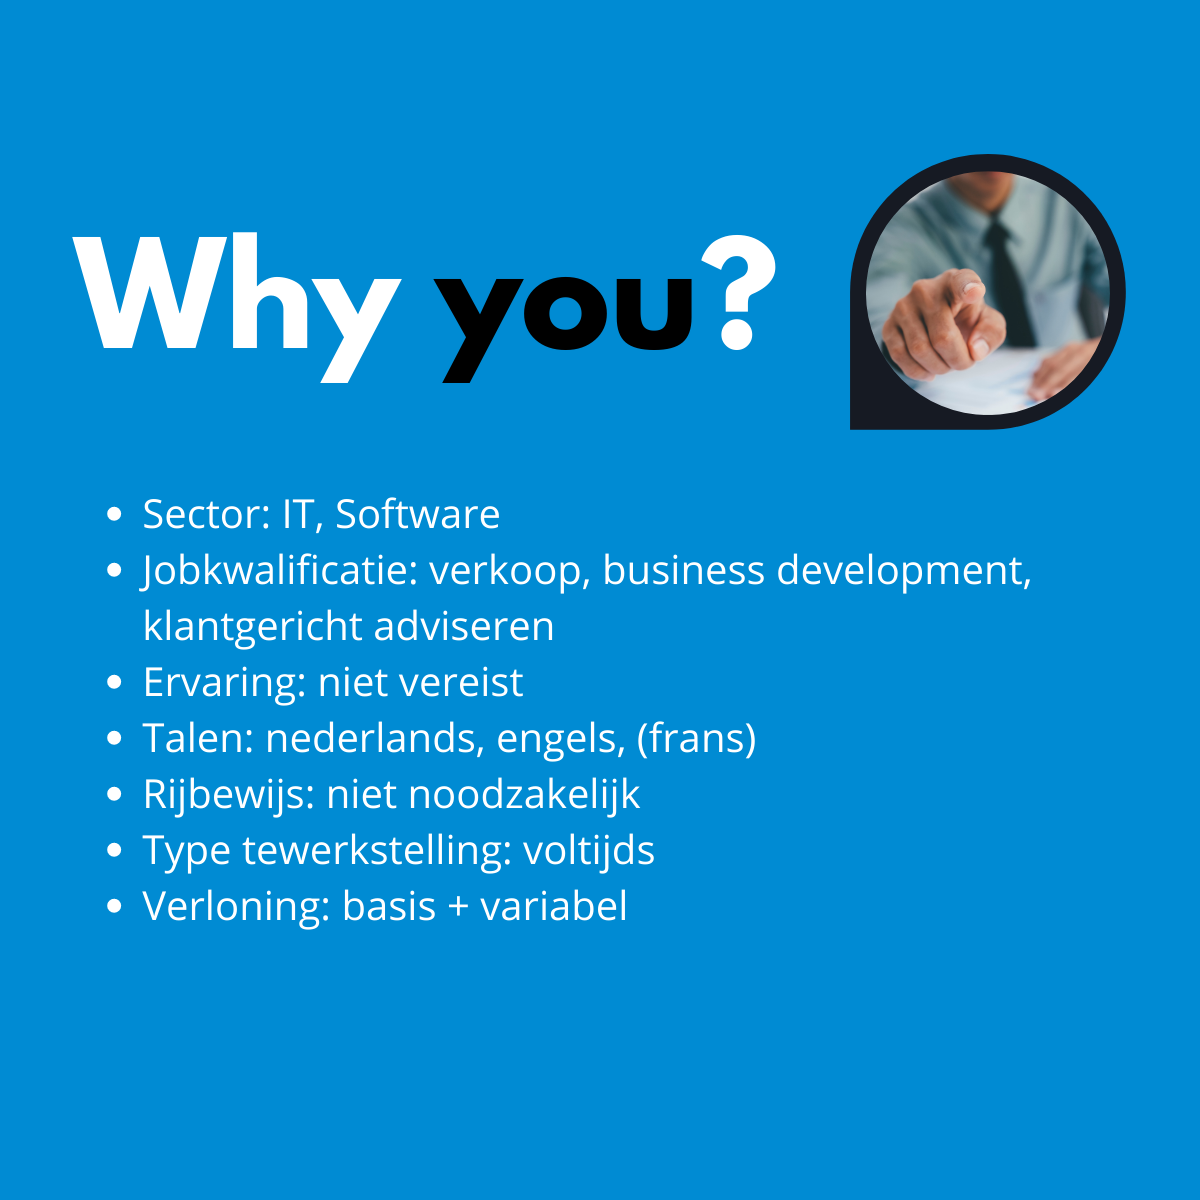 Why you?
• Sector: IT, Software
• Jobkwalificatie: verkoop, business development,
klantgericht adviseren
• Ervaring: niet vereist
• Talen: nederlands, engels, (frans)
• Rijbewijs: niet noodzakelijk
• Type tewerkstelling: voltijds
• Verloning: basis + variabel